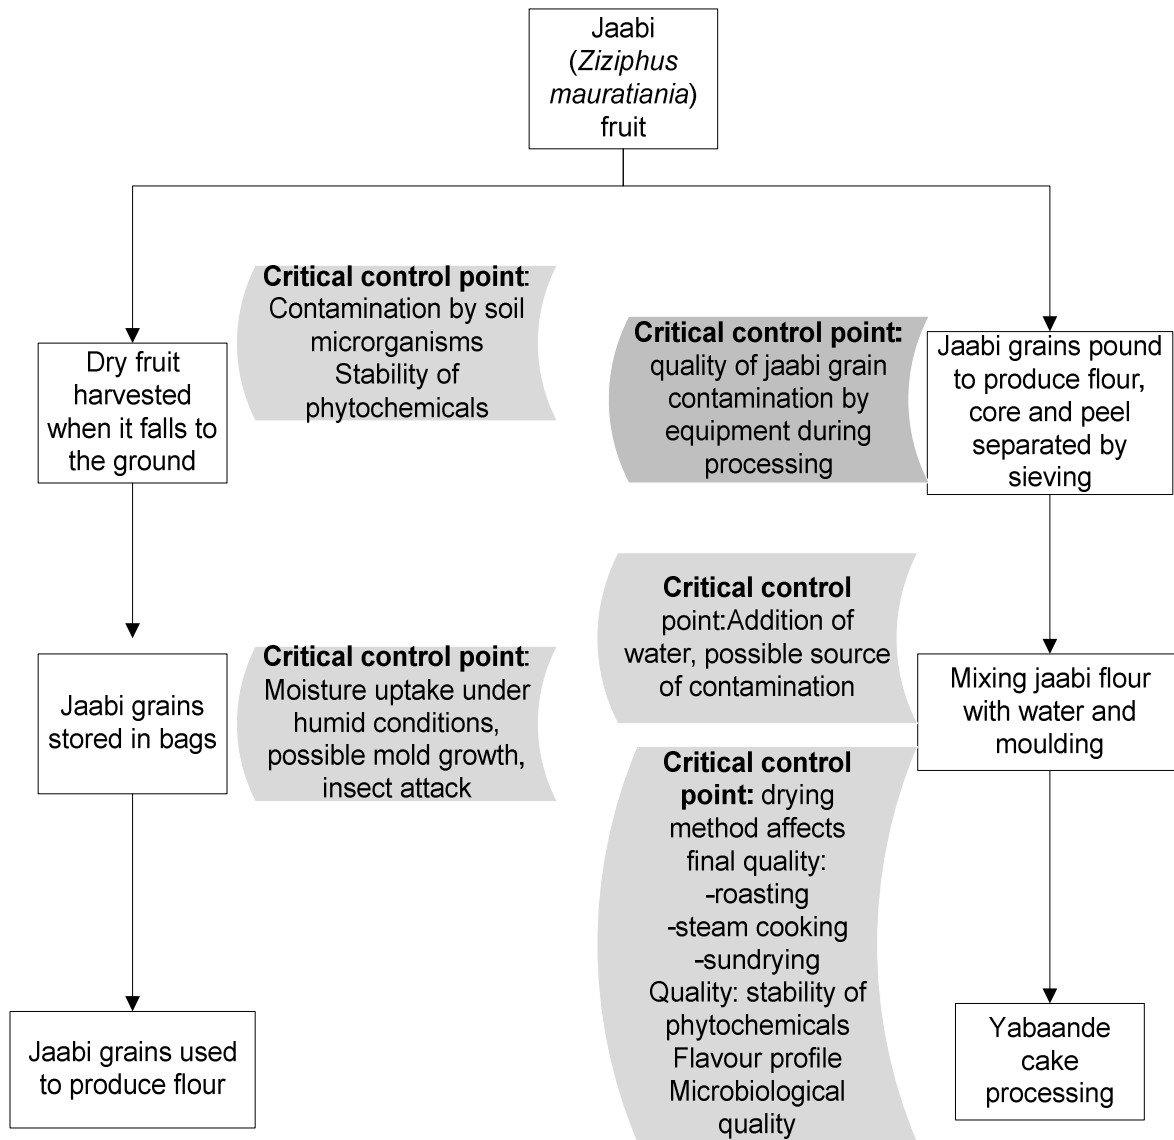 Jaabi
(Ziziphus
mauratiania)
fruit
Critical control point:
Contamination by soil
microrganisms
Stability of
phytochemicals
Dry fruit
harvested
when it falls to
the ground
Critical control point:
quality of jaabi grain
contamination by
equipment during
processing
Jaabi grains pound
to produce flour,
core and peel
separated by
sieving
Critical control point:
Moisture uptake under
humid conditions,
possible mold growth,
insect attack
Jaabi grains
stored in bags
Critical control
point:Addition of
water, possible source
of contamination
Mixing jaabi flour
with water and
moulding
Critical control
point: drying
method affects
final quality:
-roasting
-steam cooking
-sundrying
Quality: stability of
phytochemicals
Flavour profile
Microbiological
quality
Jaabi grains used
to produce flour
Yabaande
cake
processing